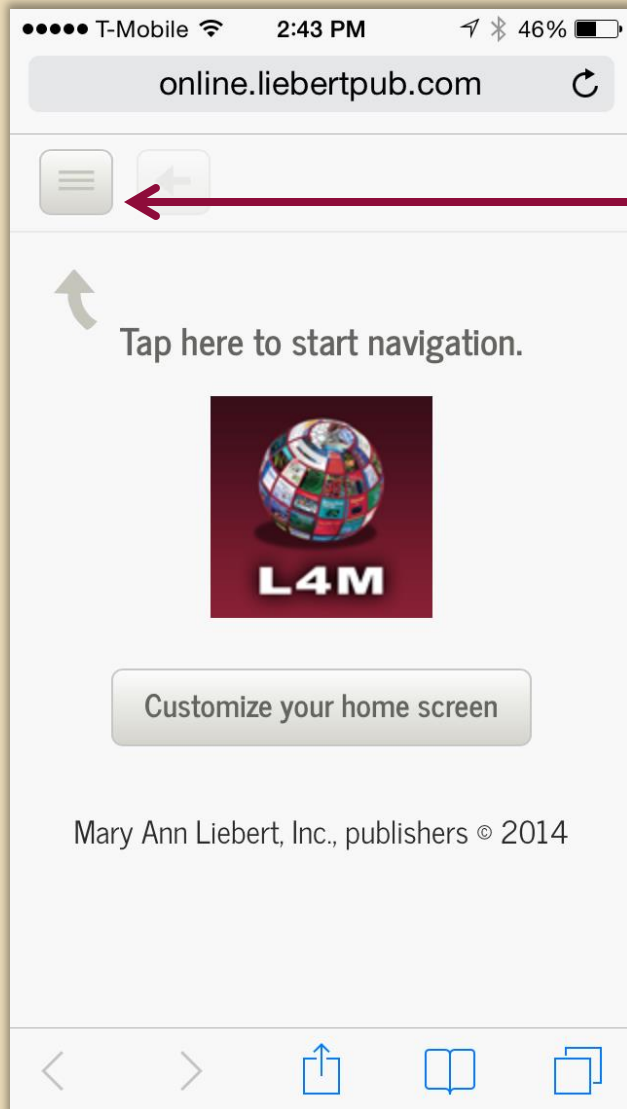 T-Mobile 2:43 PM 46%
online.liebertpub.com
Tap here to start navigation.
L4M
Customize your home screen
Mary Ann Liebert, Inc., publishers © 2014